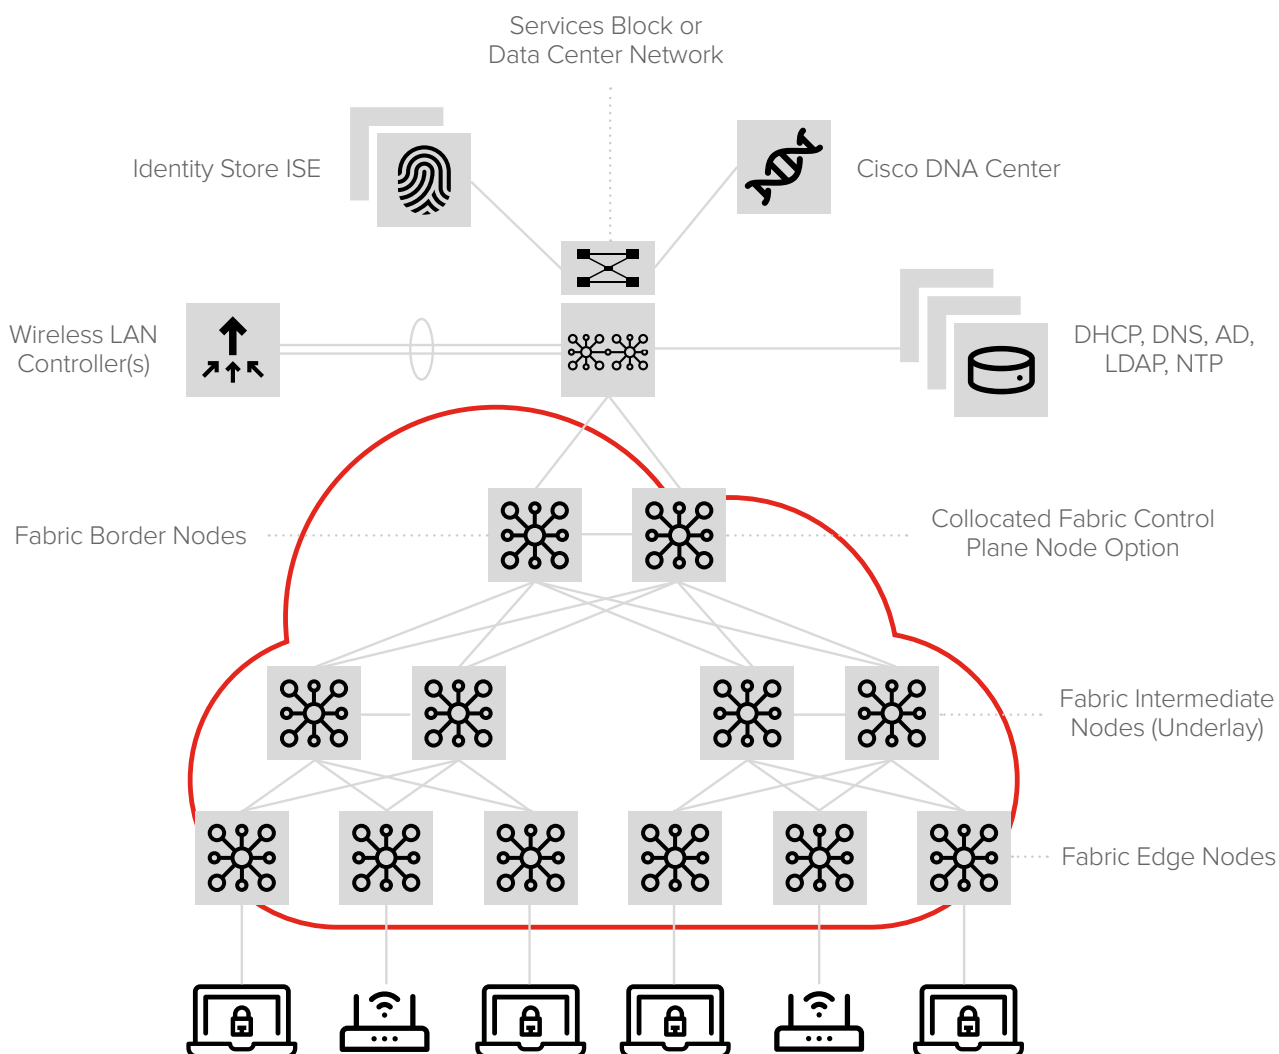 Services Block or
Data Center Network
Identity Store ISE
Cisco DNA Center
Wireless LAN
Controller(s)
DHCP, DNS, AD,
LDAP, NTP
Fabric Border Nodes
Collocated Fabric Control
Plane Node Option
Fabric Intermediate
Nodes (Underlay)
Fabric Edge Nodes